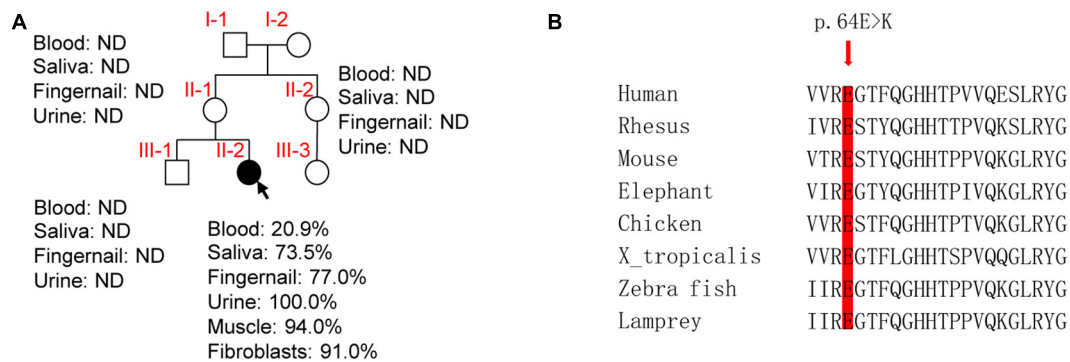 A
I-1
I-2
Blood: ND
Saliva: ND
Fingernail: ND
Urine: ND
II-1
II-2
Blood: ND
Saliva: ND
Fingernail: ND
Urine: ND
III-1
II-2
III-3
Blood: ND
Saliva: ND
Fingernail: ND
Urine: ND
Blood: 20.9%
Saliva: 73.5%
Fingernail: 77.0%
Urine: 100.0%
Muscle: 94.0%
Fibroblasts: 91.0%
B
p.64E>K
Human VVREGTFQGHHTPVVQESLRYG
Rhesus IVRESTYQGHHTTPVQKSLRYG
Mouse VTRESTYQGHHTPPVQKGLRYG
Elephant VIREGTYQGHHTPIVQKGLRYG
Chicken VVRESTFQGHHTPTVQKGLRYG
X_tropicalis VVREGTFLGHHTSPVQQGLRYG
Zebra fish IIREGTFQGHHTPPVQKGLRYG
Lamprey IIREGTFQGHHTPPVQKGLRYG